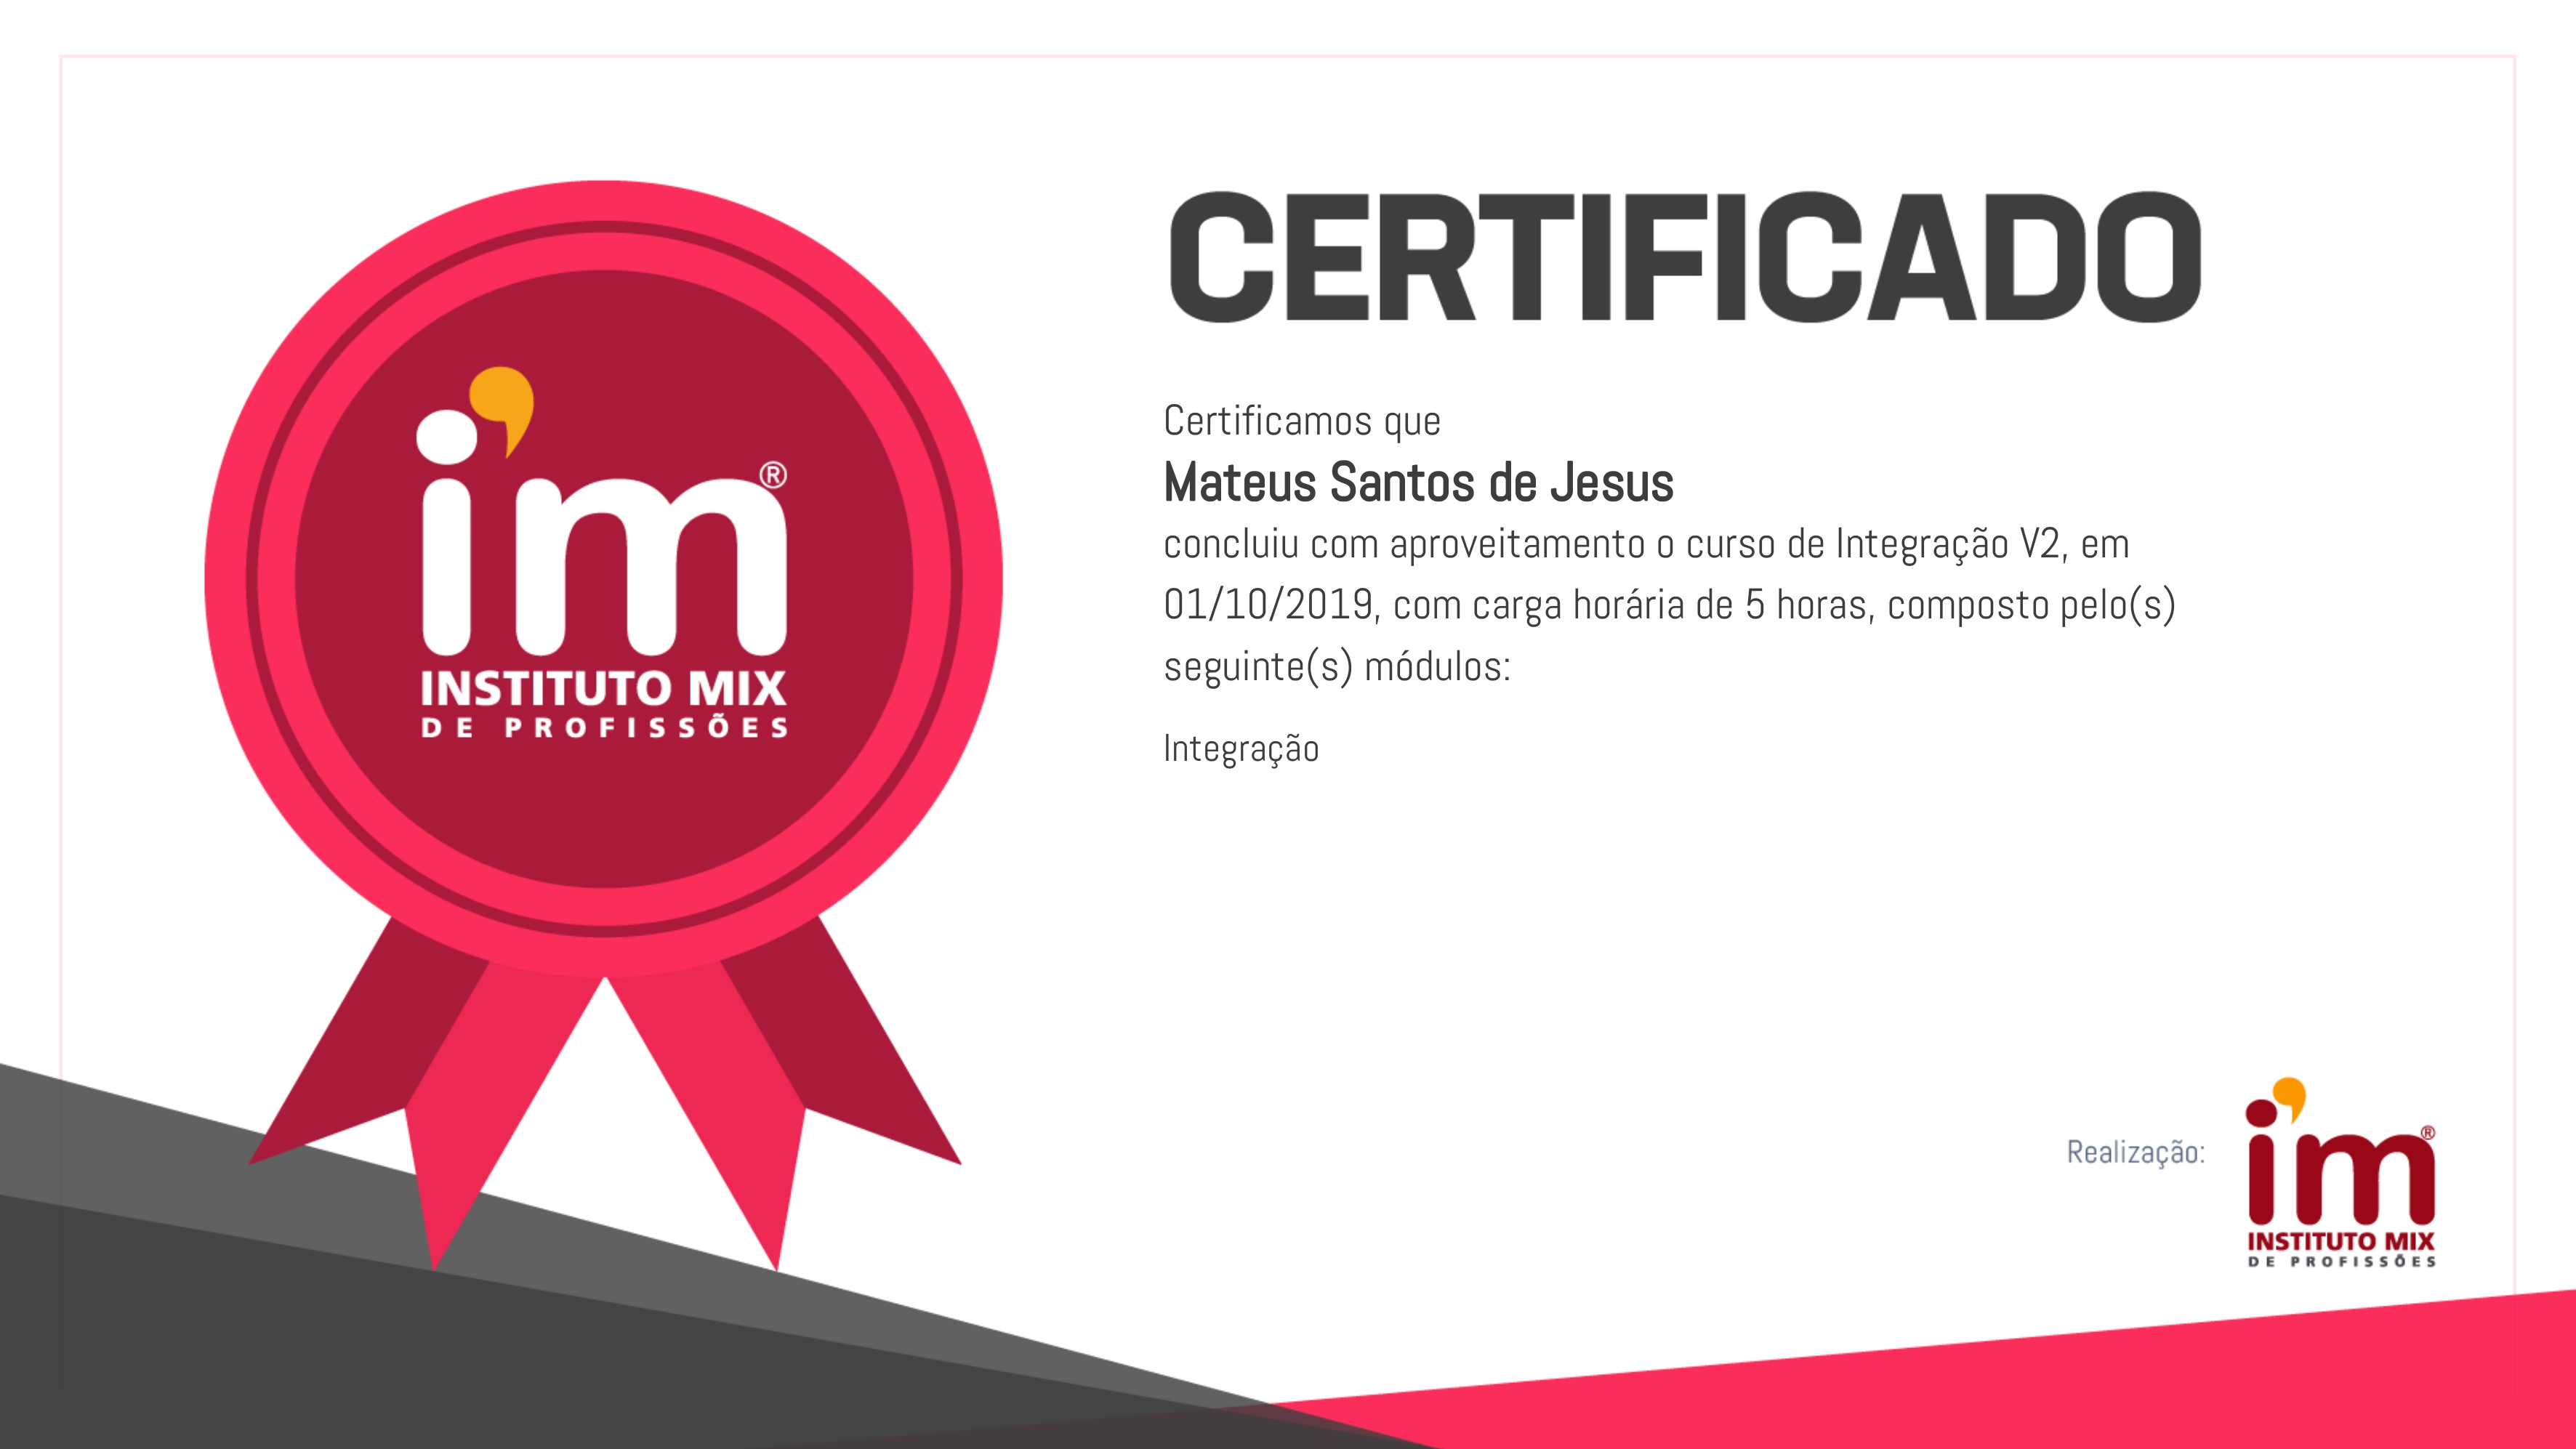 i'm®
INSTITUTO MIX
DE PROFISSÕES
CERTIFICADO
Certificamos que
Mateus Santos de Jesus
concluiu com aproveitamento o curso de Integração V2, em
01/10/2019, com carga horária de 5 horas, composto pelo(s)
seguinte(s) módulos:
Integração
Realização:
i'm®
INSTITUTO MIX
DE PROFISSÕES